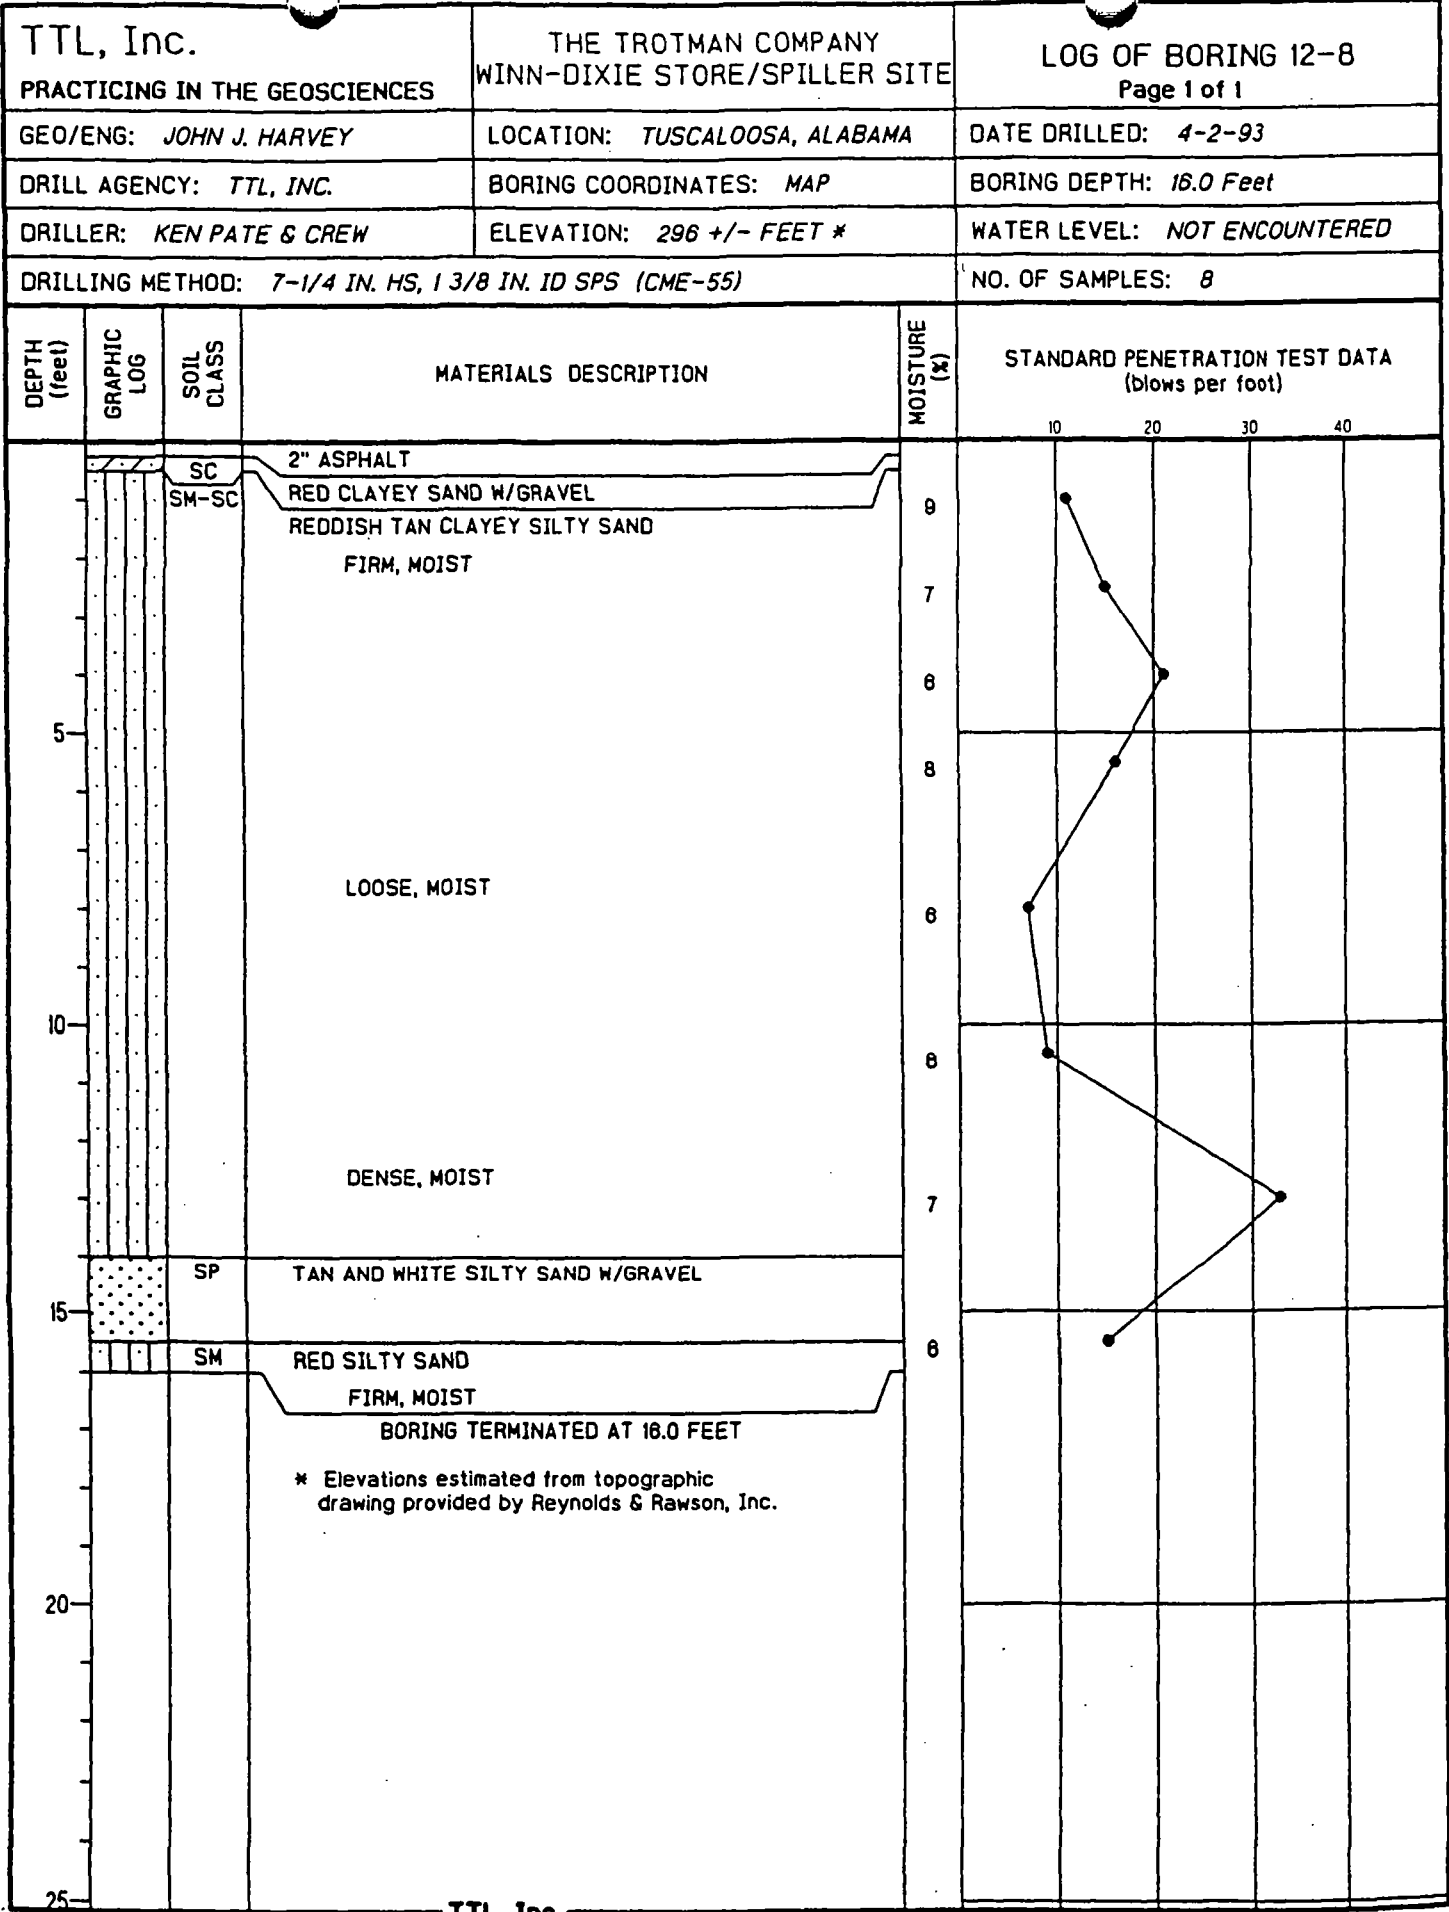 TTL, Inc.
PRACTICING IN THE GEOSCIENCES
THE TROTMAN COMPANY
WINN-DIXIE STORE/SPILLER SITE
LOG OF BORING 12-8
Page 1 of 1
GEO/ENG: JOHN J. HARVEY
LOCATION: TUSCALOOSA, ALABAMA
DATE DRILLED: 4-2-93
DRILL AGENCY: TTL, INC.
BORING COORDINATES: MAP
BORING DEPTH: 16.0 Feet
DRILLER: KEN PATE & CREW
ELEVATION: 296 +/- FEET *
WATER LEVEL: NOT ENCOUNTERED
DRILLING METHOD: 7-1/4 IN. HS, 1 3/8 IN. ID SPS (CME-55)
NO. OF SAMPLES: 8
DEPTH (feet)
GRAPHIC LOG
SOIL CLASS
MATERIALS DESCRIPTION
MOISTURE (%)
STANDARD PENETRATION TEST DATA
(blows per foot)
10 20 30 40
2" ASPHALT
SC
RED CLAYEY SAND W/GRAVEL
SM-SC
9
REDDISH TAN CLAYEY SILTY SAND
FIRM, MOIST
7
6
5
8
LOOSE, MOIST
6
10
8
DENSE, MOIST
7
SP TAN AND WHITE SILTY SAND W/GRAVEL
15
6
SM RED SILTY SAND
FIRM, MOIST
BORING TERMINATED AT 16.0 FEET
* Elevations estimated from topographic
drawing provided by Reynolds & Rawson, Inc.
20
25
TTL, Inc.